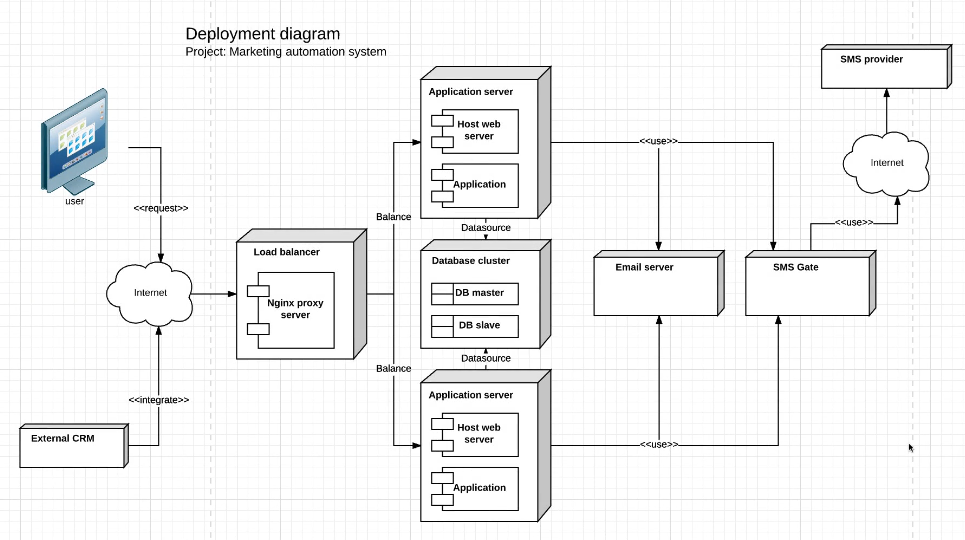 Deployment diagram
Project: Marketing automation system
SMS provider
Application server
Host web
server
Application
Internet
<<use>>
user
<<request>>
Balance
Datasource
<<use>>
Load balancer
Nginx proxy
server
Internet
Database cluster
DB master
DB slave
Email server
SMS Gate
Datasource
Balance
<<integrate>>
Application server
Host web
server
Application
External CRM
<<use>>